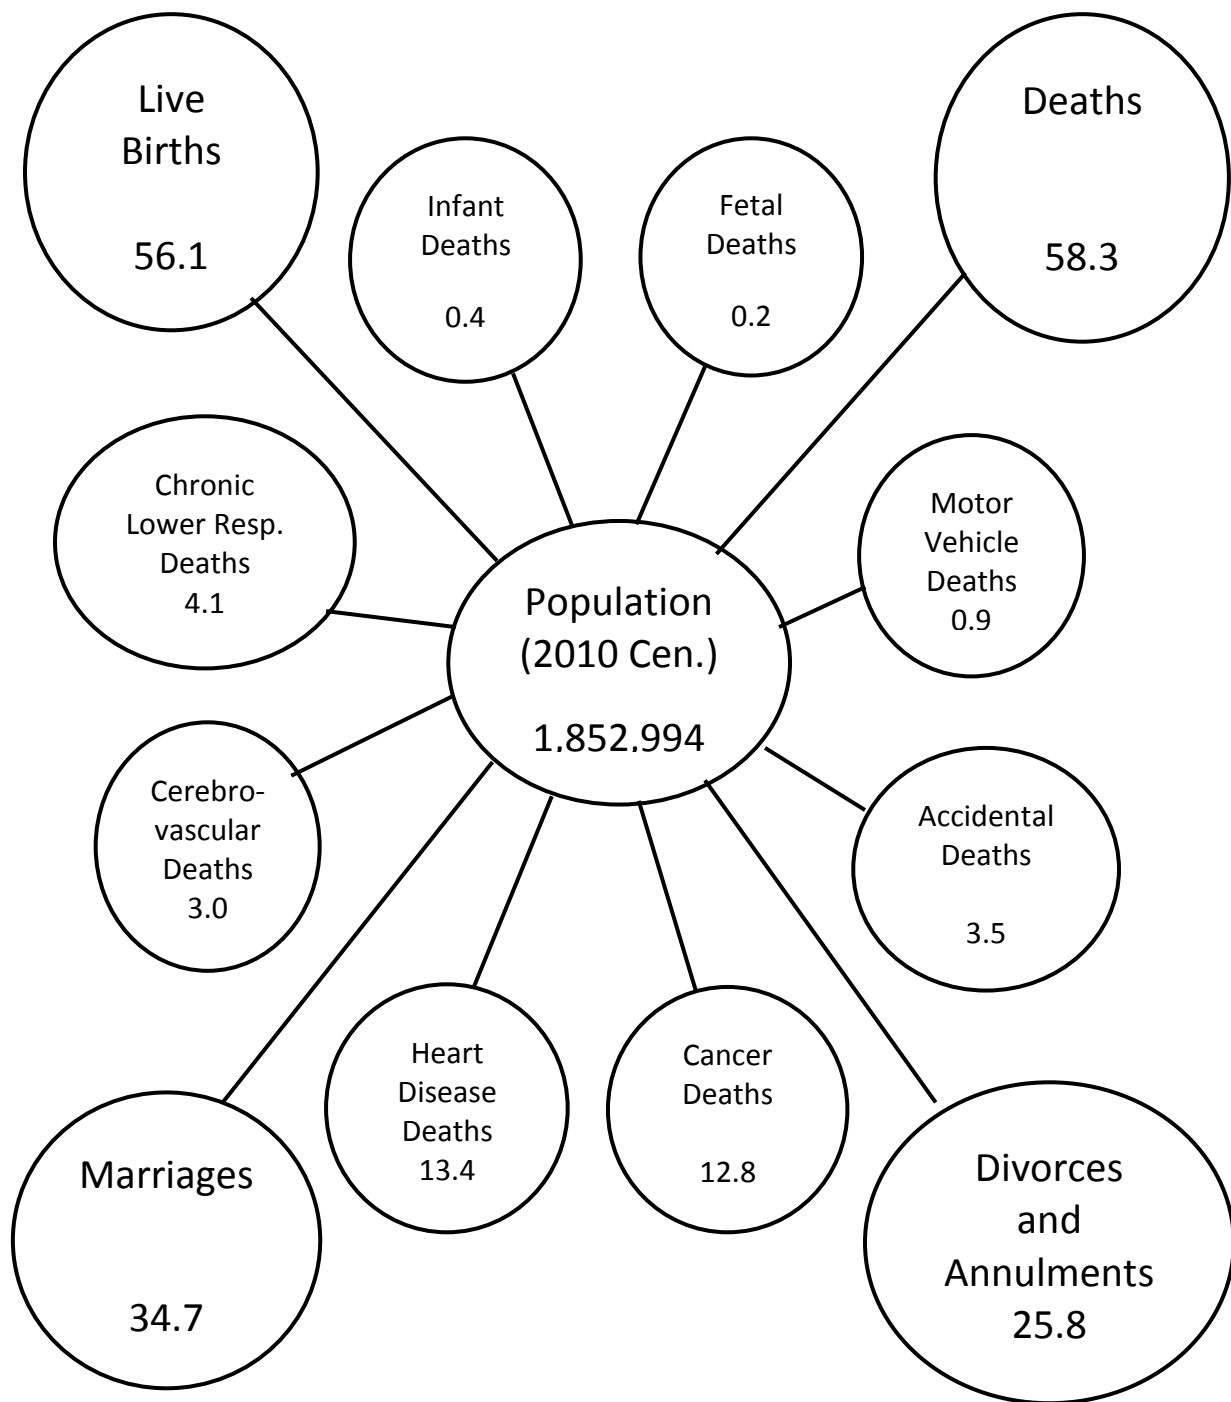 Live
Births
56.1
Infant
Deaths
0.4
Fetal
Deaths
0.2
Deaths
58.3
Chronic
Lower Resp.
Deaths
4.1
Motor
Vehicle
Deaths
0.9
Population
(2010 Cen.)
1,852,994
Cerebro-
vascular
Deaths
3.0
Accidental
Deaths
3.5
Marriages
34.7
Heart
Disease
Deaths
13.4
Cancer
Deaths
12.8
Divorces
and
Annulments
25.8